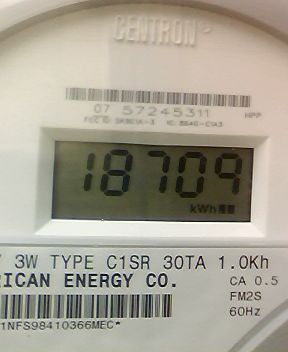 CENTRON
07 57245311 HPP
18709
kWh
3W TYPE C1SR 30TA 1.0Kh
RICAN ENERGY CO. CA 0.5
FM2S
60Hz
1NFS98410366MEC*